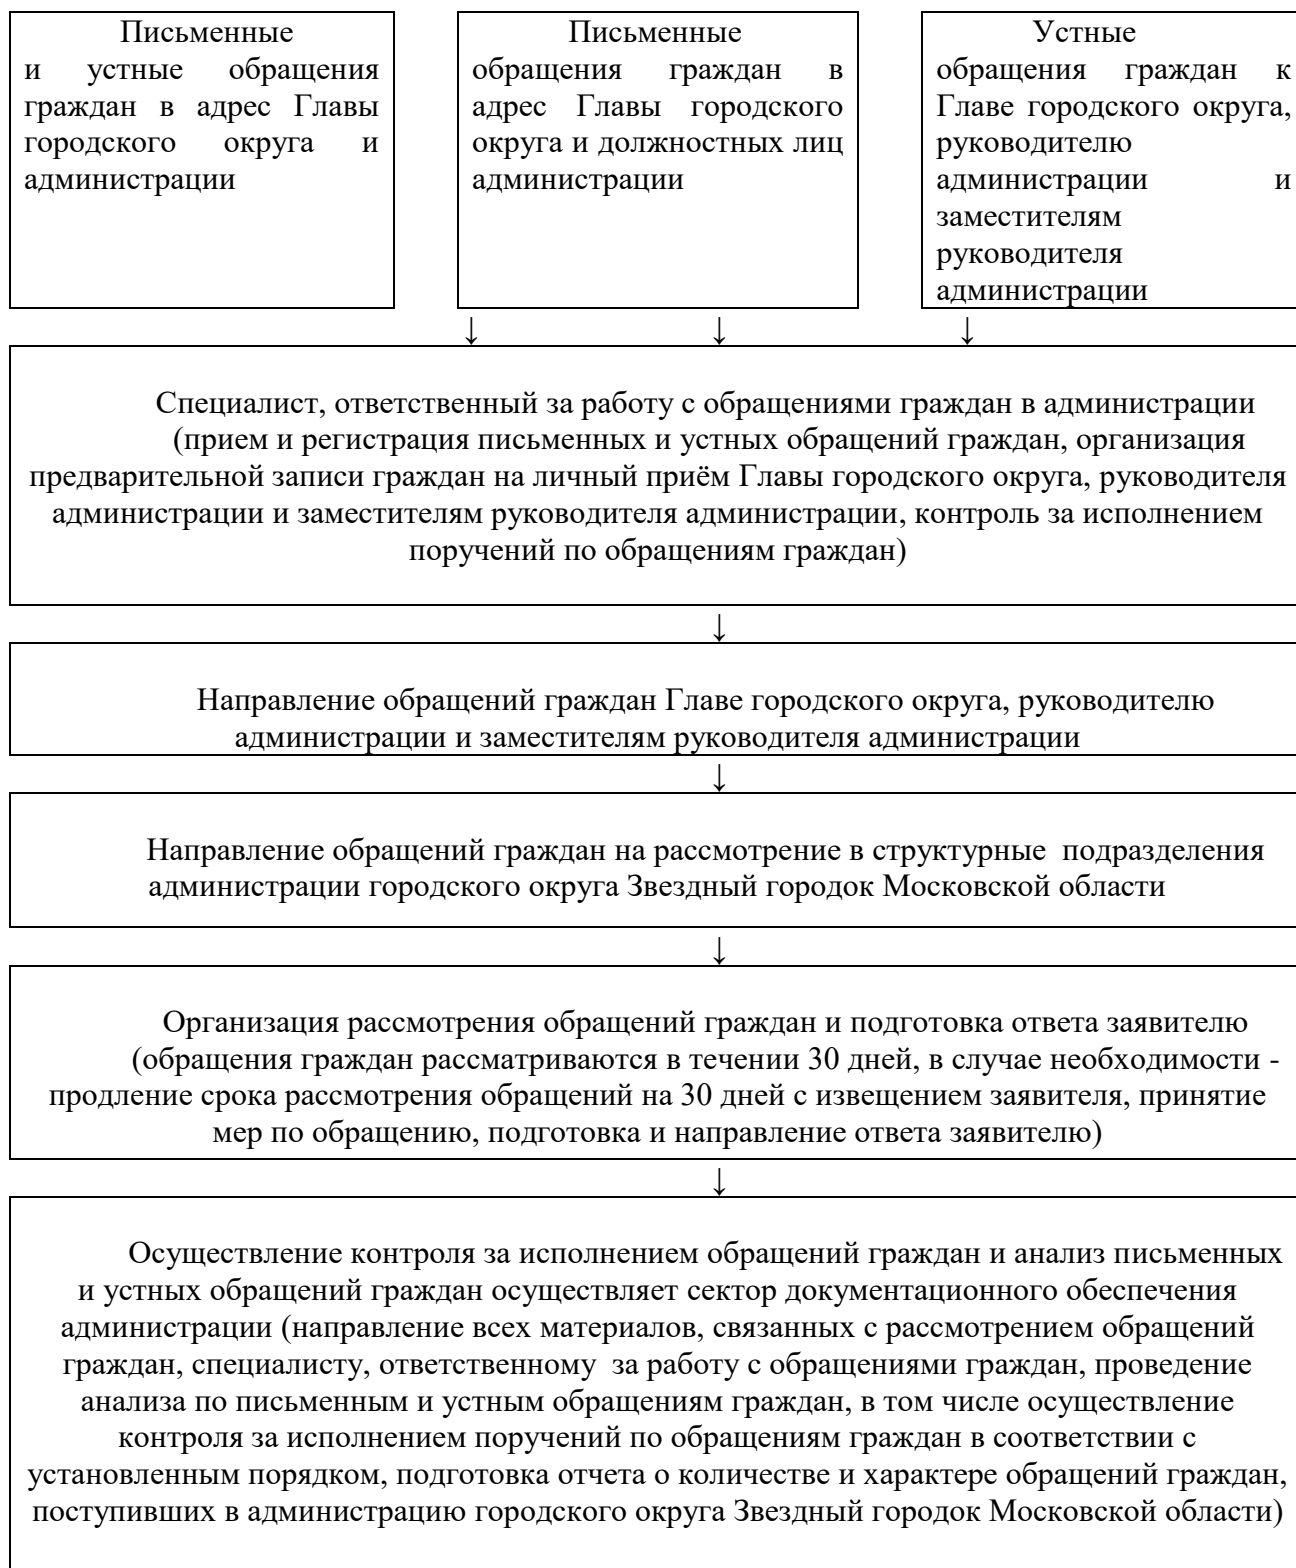 Письменные
и устные обращения
граждан в адрес Главы
городского округа и
администрации
Письменные
обращения граждан в
адрес Главы городского
округа и должностных лиц
администрации
Устные
обращения граждан к
Главе городского округа,
руководителю
администрации и
заместителям
руководителя
администрации
↓ ↓ ↓
Специалист, ответственный за работу с обращениями граждан в администрации
(прием и регистрация письменных и устных обращений граждан, организация
предварительной записи граждан на личный приём Главы городского округа, руководителя
администрации и заместителям руководителя администрации, контроль за исполнением
поручений по обращениям граждан)
↓
Направление обращений граждан Главе городского округа, руководителю
администрации и заместителям руководителя администрации
↓
Направление обращений граждан на рассмотрение в структурные  подразделения
администрации городского округа Звездный городок Московской области
↓
Организация рассмотрения обращений граждан и подготовка ответа заявителю
(обращения граждан рассматриваются в течении 30 дней, в случае необходимости -
продление срока рассмотрения обращений на 30 дней с извещением заявителя, принятие
мер по обращению, подготовка и направление ответа заявителю)
↓
Осуществление контроля за исполнением обращений граждан и анализ письменных
и устных обращений граждан осуществляет сектор документационного обеспечения
администрации (направление всех материалов, связанных с рассмотрением обращений
граждан, специалисту, ответственному  за работу с обращениями граждан, проведение
анализа по письменным и устным обращениям граждан, в том числе осуществление
контроля за исполнением поручений по обращениям граждан в соответствии с
установленным порядком, подготовка отчета о количестве и характере обращений граждан,
поступивших в администрацию городского округа Звездный городок Московской области)